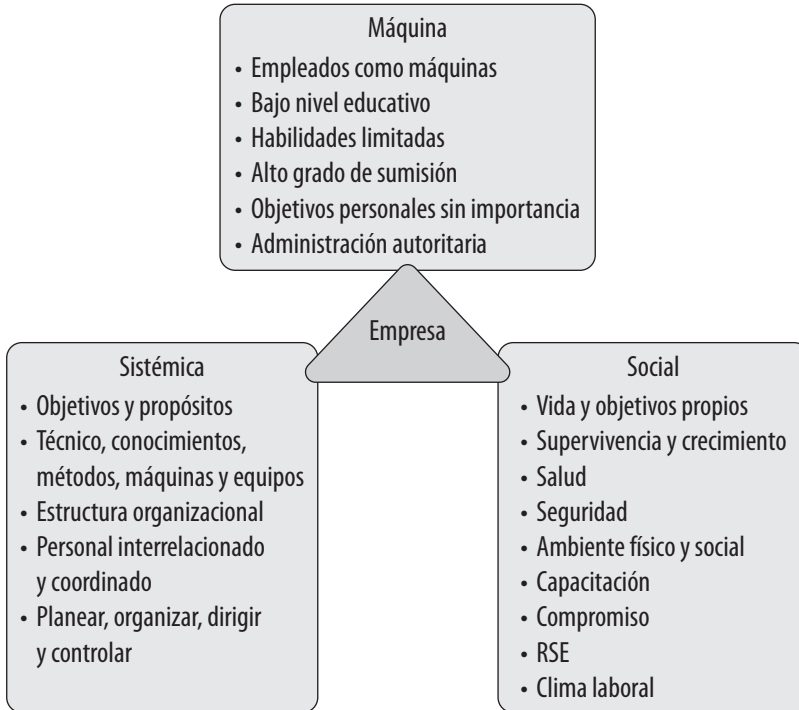 Máquina
• Empleados como máquinas
• Bajo nivel educativo
• Habilidades limitadas
• Alto grado de sumisión
• Objetivos personales sin importancia
• Administración autoritaria
Empresa
Sistémica
• Objetivos y propósitos
• Técnico, conocimientos,
métodos, máquinas y equipos
• Estructura organizacional
• Personal interrelacionado
y coordinado
• Planear, organizar, dirigir
y controlar
Social
• Vida y objetivos propios
• Supervivencia y crecimiento
• Salud
• Seguridad
• Ambiente físico y social
• Capacitación
• Compromiso
• RSE
• Clima laboral